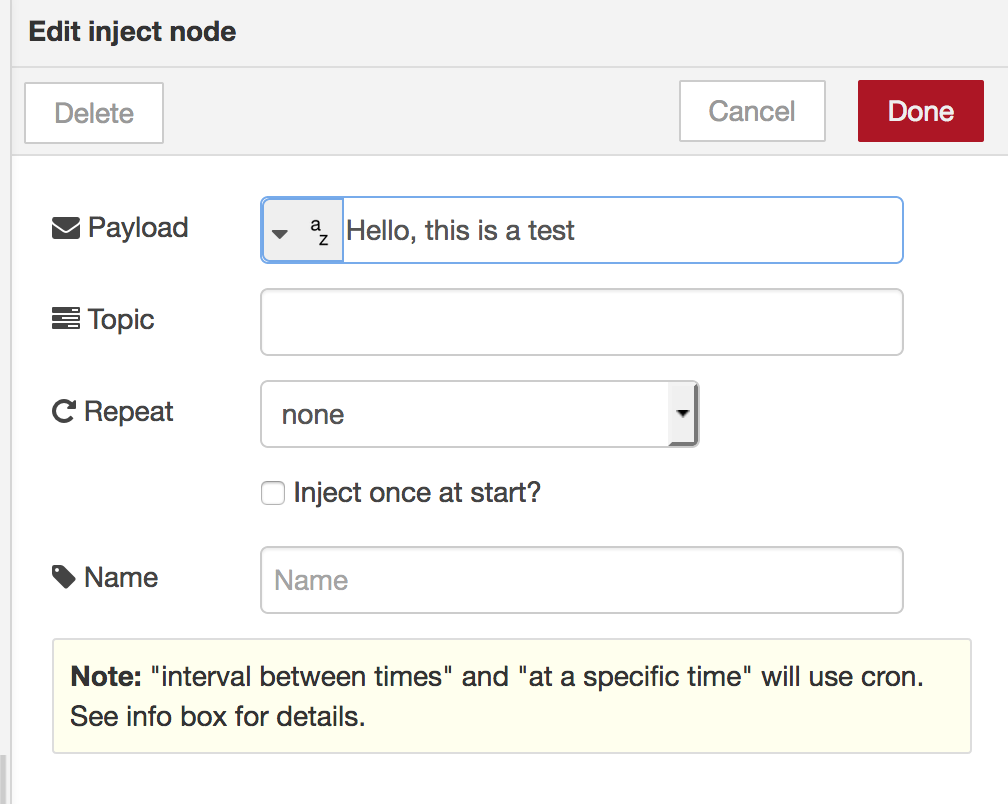 Edit inject node
Delete
Cancel
Done
Payload
az
Hello, this is a test
Topic
Repeat
none
Inject once at start?
Name
Name
Note: "interval between times" and "at a specific time" will use cron.
See info box for details.